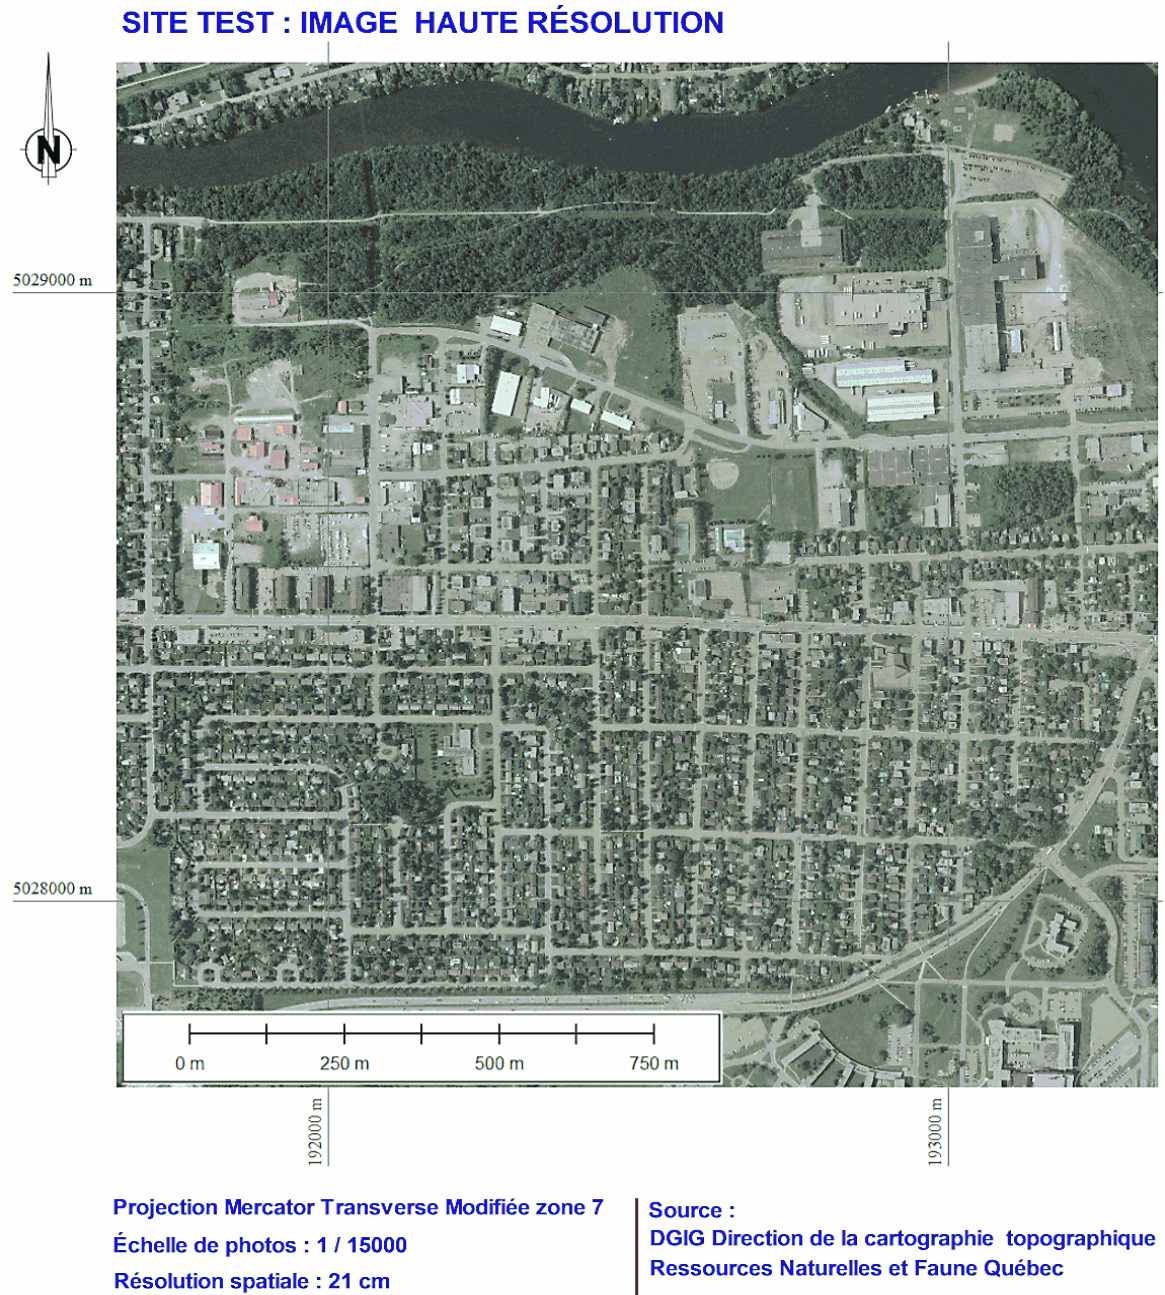 SITE TEST : IMAGE HAUTE RÉSOLUTION
N
5029000 m
5028000 m
0 m 250 m 500 m 750 m
192000 m
193000 m
Projection Mercator Transverse Modifiée zone 7
Échelle de photos : 1 / 15000
Résolution spatiale : 21 cm
Source :
DGIG Direction de la cartographie topographique
Ressources Naturelles et Faune Québec